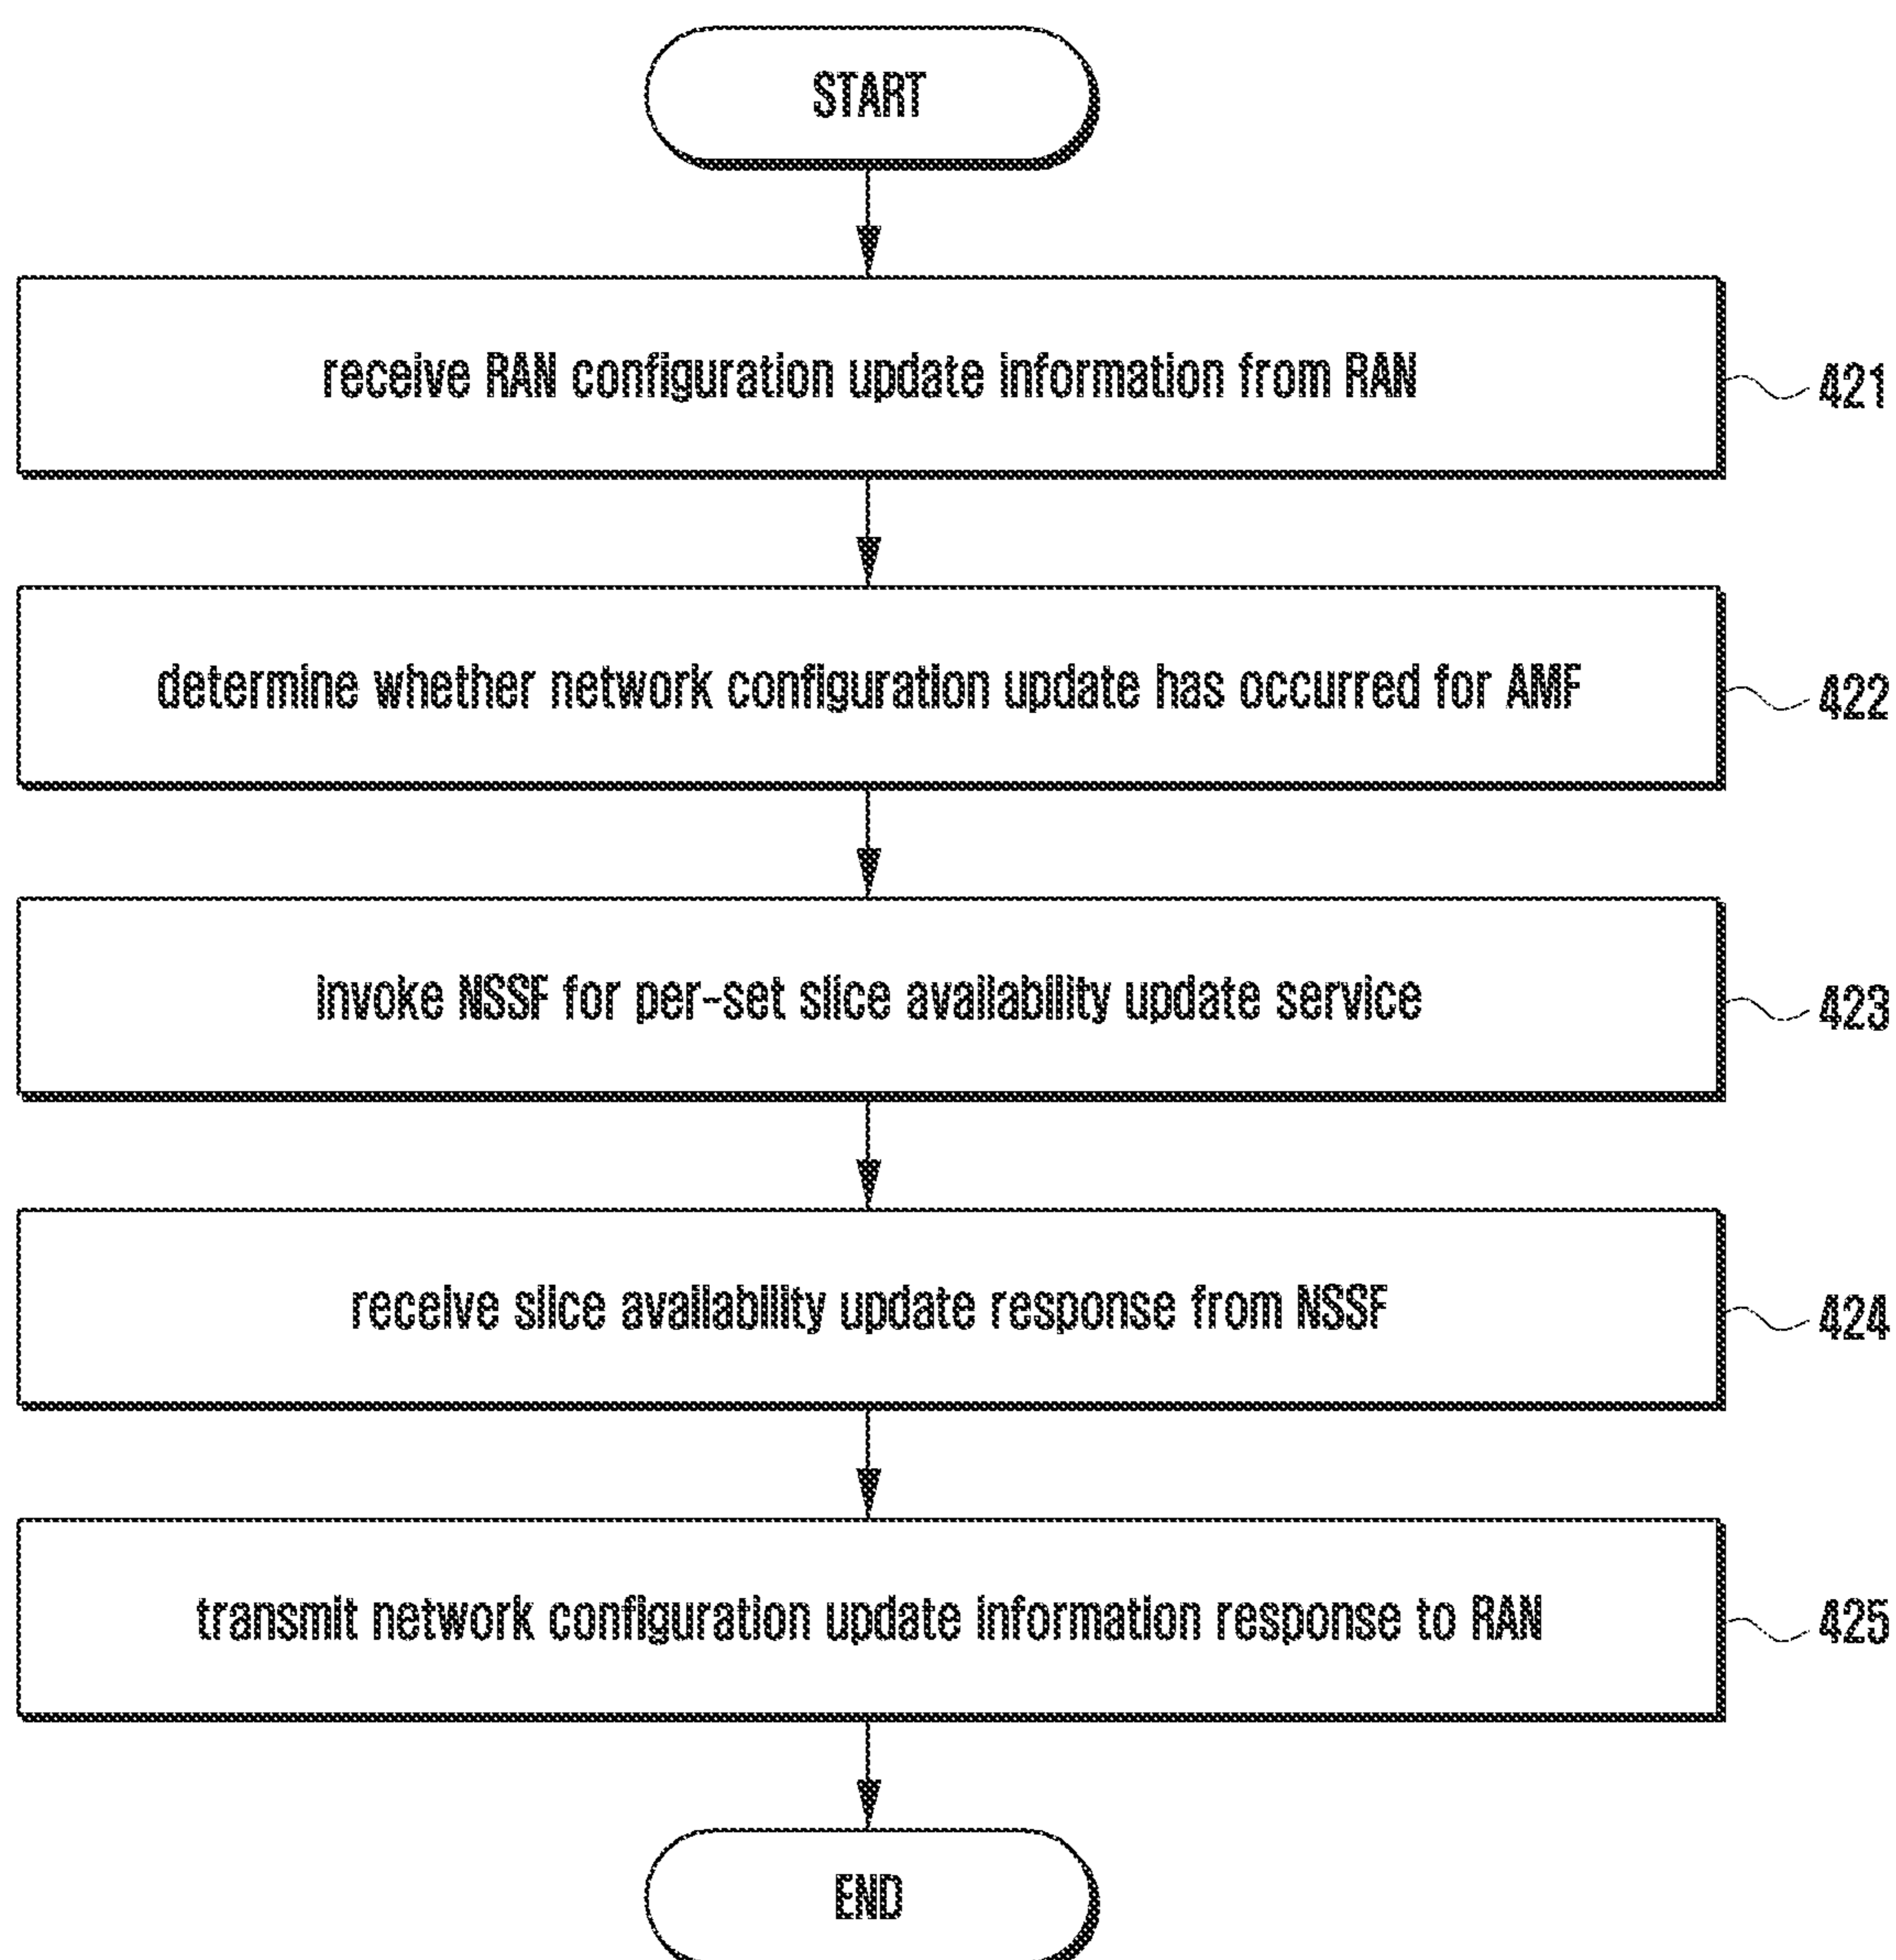 START
receive RAN configuration update information from RAN
421
determine whether network configuration update has occurred for AMF
422
invoke NSSF for per-set slice availability update service
423
receive slice availability update response from NSSF
424
transmit network configuration update information response to RAN
425
END